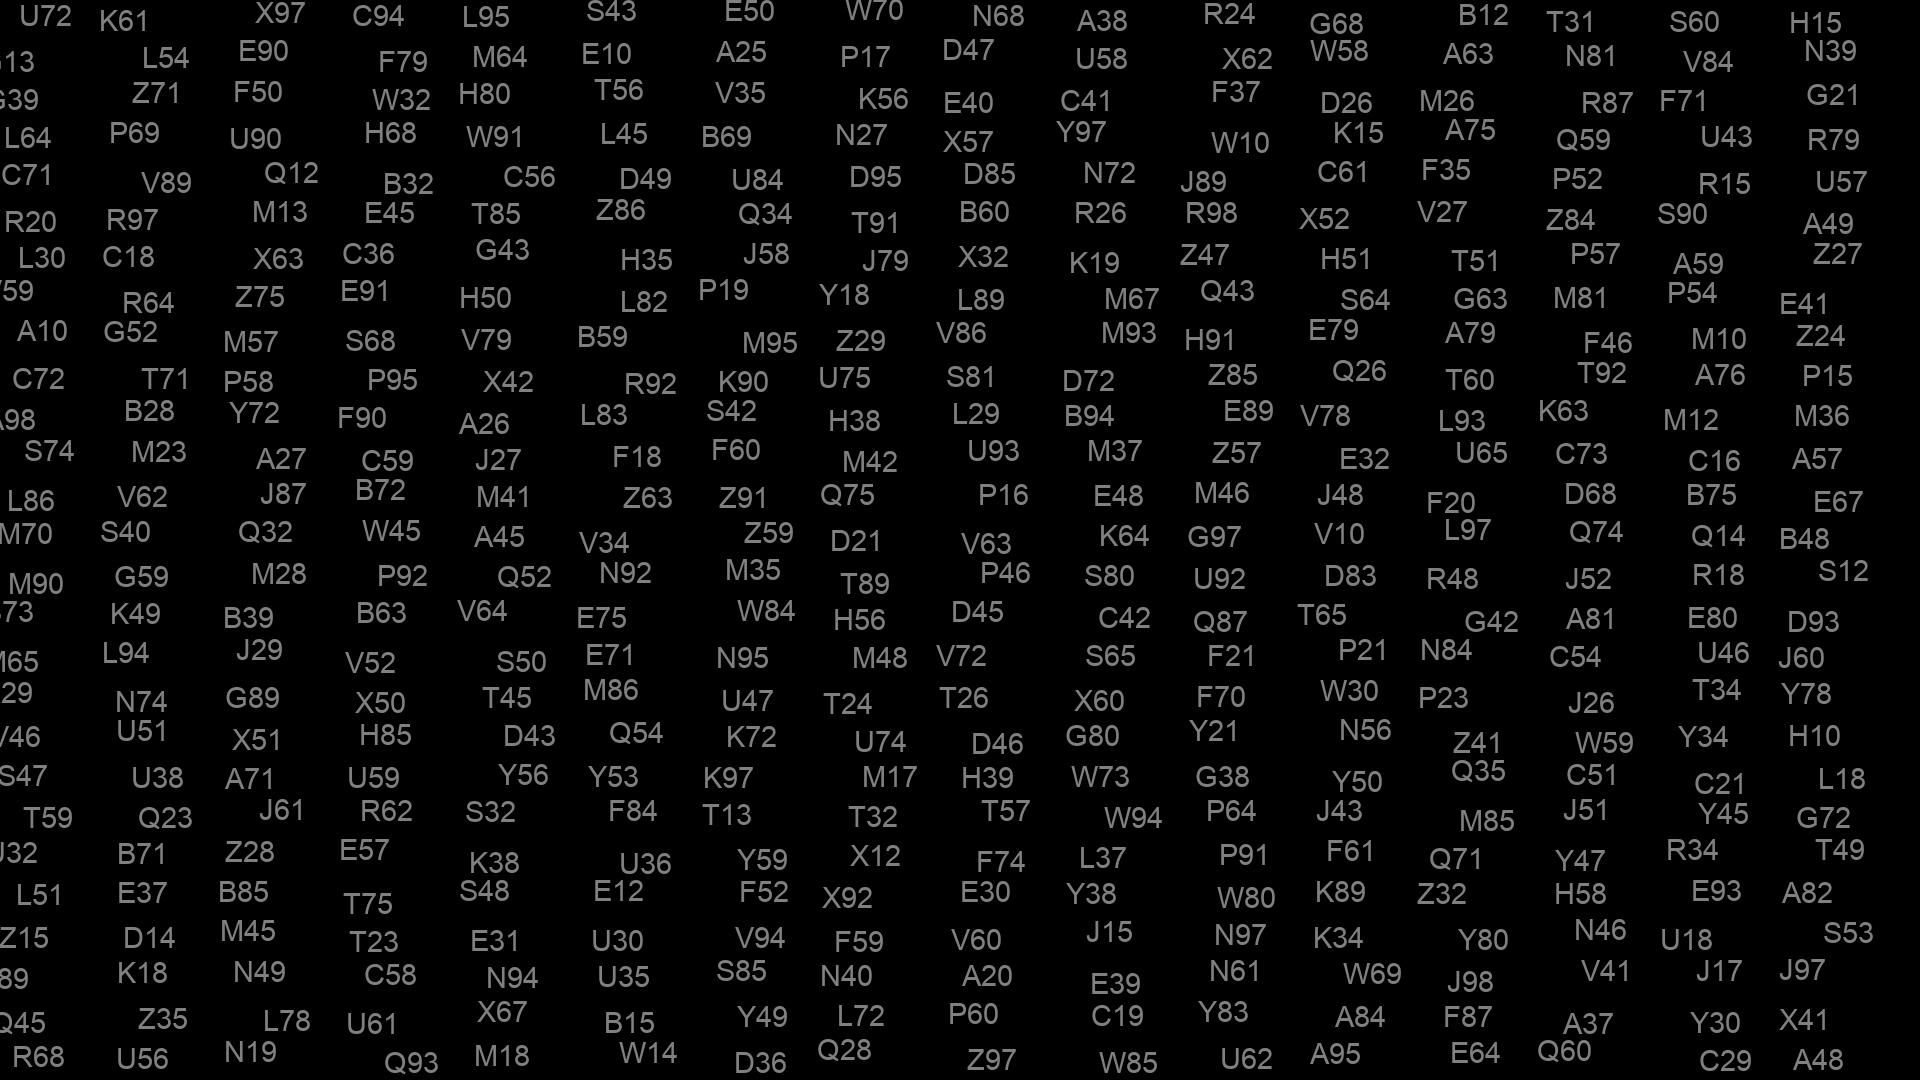 U72 K61 X97 C94 L95 S43 E50 W70 N68 A38 R24 G68 B12 T31 S60 H15
13 L54 E90 F79 M64 E10 A25 P17 D47 U58 X62 W58 A63 N81 V84 N39
G39 Z71 F50 W32 H80 T56 V35 K56 E40 C41 F37 D26 M26 R87 F71 G21
L64 P69 U90 H68 W91 L45 B69 N27 X57 Y97 W10 K15 A75 Q59 U43 R79
C71 V89 Q12 B32 C56 D49 U84 D95 D85 N72 J89 C61 F35 P52 R15 U57
R20 R97 M13 E45 T85 Z86 Q34 T91 B60 R26 R98 X52 V27 Z84 S90 A49
L30 C18 X63 C36 G43 H35 J58 J79 X32 K19 Z47 H51 T51 P57 A59 Z27
59 R64 Z75 E91 H50 L82 P19 Y18 L89 M67 Q43 S64 G63 M81 P54 E41
A10 G52 M57 S68 V79 B59 M95 Z29 V86 M93 H91 E79 A79 F46 M10 Z24
C72 T71 P58 P95 X42 R92 K90 U75 S81 D72 Z85 Q26 T60 T92 A76 P15
A98 B28 Y72 F90 A26 L83 S42 H38 L29 B94 E89 V78 L93 K63 M12 M36
S74 M23 A27 C59 J27 F18 F60 M42 U93 M37 Z57 E32 U65 C73 C16 A57
L86 V62 J87 B72 M41 Z63 Z91 Q75 P16 E48 M46 J48 F20 D68 B75 E67
M70 S40 Q32 W45 A45 V34 Z59 D21 V63 K64 G97 V10 L97 Q74 Q14 B48
M90 G59 M28 P92 Q52 N92 M35 T89 P46 S80 U92 D83 R48 J52 R18 S12
73 K49 B39 B63 V64 E75 W84 H56 D45 C42 Q87 T65 G42 A81 E80 D93
M65 L94 J29 V52 S50 E71 N95 M48 V72 S65 F21 P21 N84 C54 U46 J60
29 N74 G89 X50 T45 M86 U47 T24 T26 X60 F70 W30 P23 J26 T34 Y78
V46 U51 X51 H85 D43 Q54 K72 U74 D46 G80 Y21 N56 Z41 W59 Y34 H10
S47 U38 A71 U59 Y56 Y53 K97 M17 H39 W73 G38 Y50 Q35 C51 C21 L18
T59 Q23 J61 R62 S32 F84 T13 T32 T57 W94 P64 J43 M85 J51 Y45 G72
32 B71 Z28 E57 K38 U36 Y59 X12 F74 L37 P91 F61 Q71 Y47 R34 T49
L51 E37 B85 T75 S48 E12 F52 X92 E30 Y38 W80 K89 Z32 H58 E93 A82
Z15 D14 M45 T23 E31 U30 V94 F59 V60 J15 N97 K34 Y80 N46 U18 S53
89 K18 N49 C58 N94 U35 S85 N40 A20 E39 N61 W69 J98 V41 J17 J97
Q45 Z35 L78 U61 X67 B15 Y49 L72 P60 C19 Y83 A84 F87 A37 Y30 X41
R68 U56 N19 Q93 M18 W14 D36 Q28 Z97 W85 U62 A95 E64 Q60 C29 A48